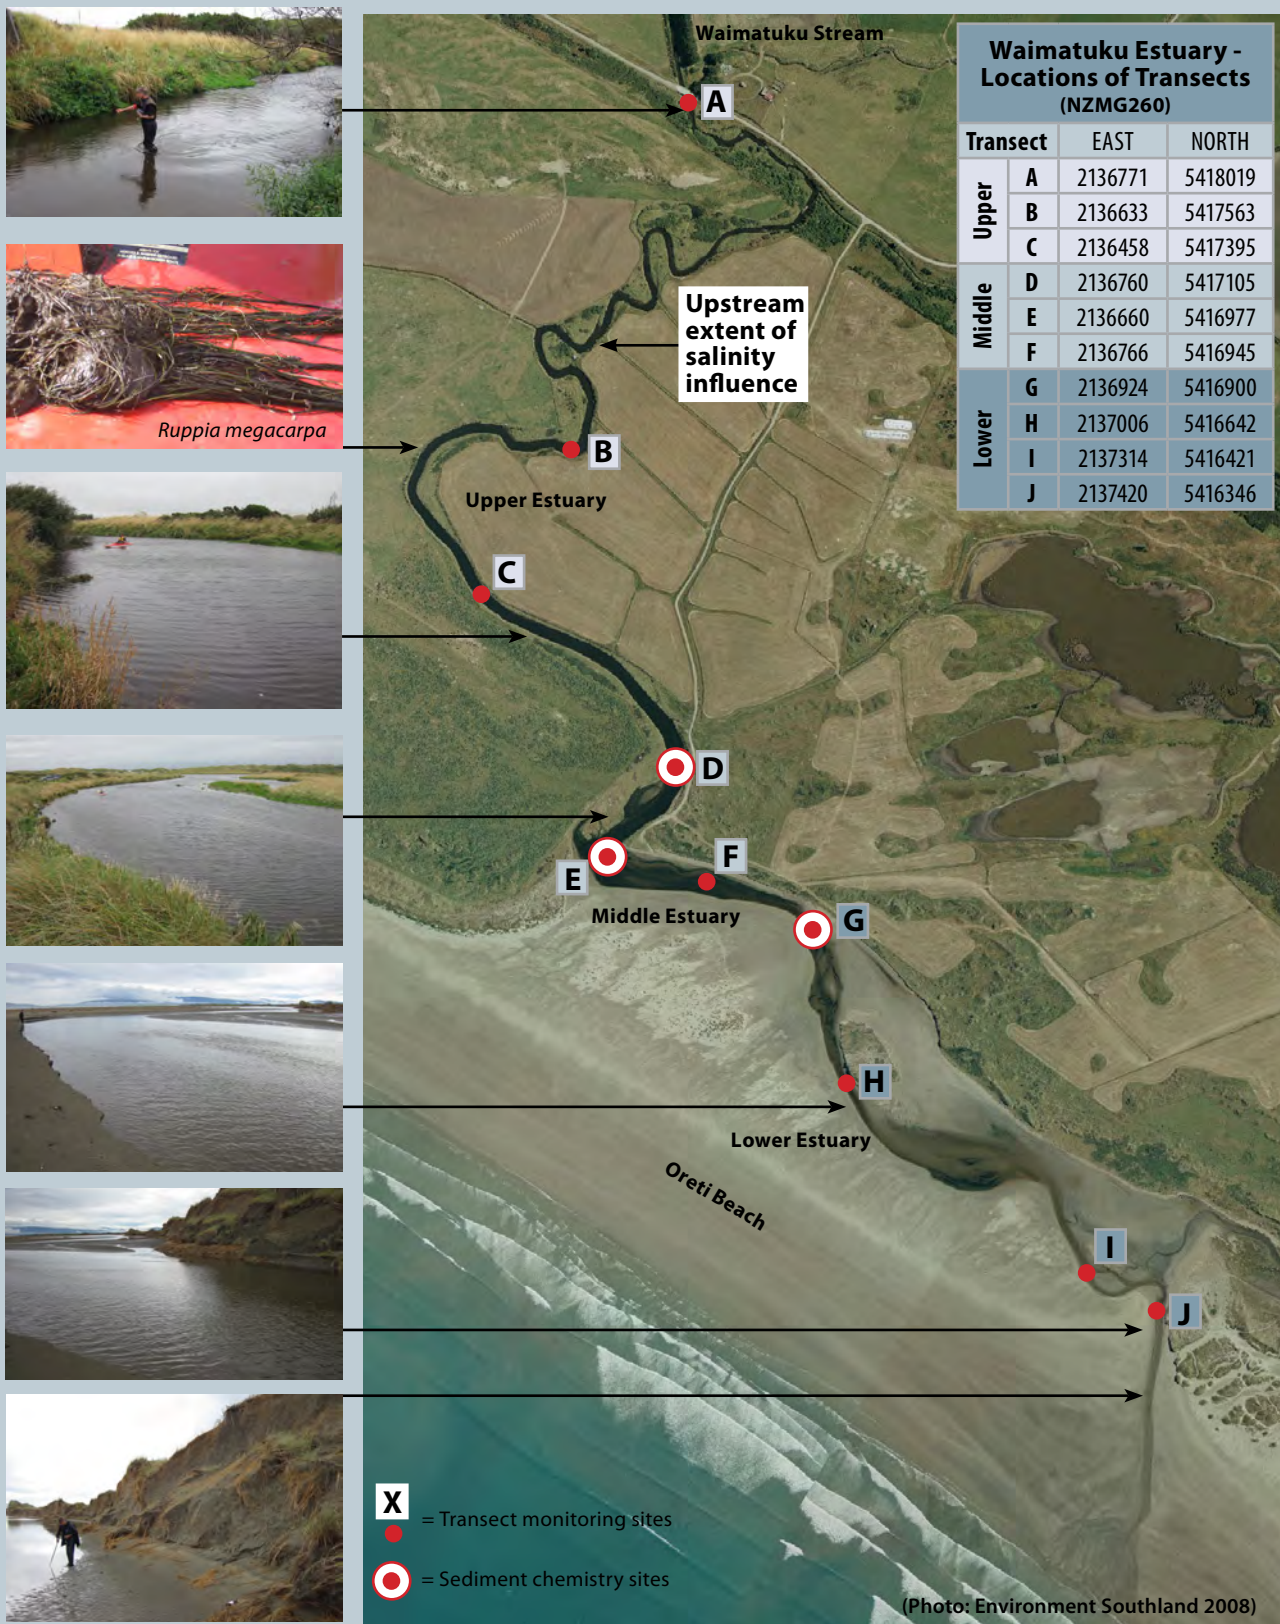 Waimatuku Stream
Waimatuku Estuary -
Locations of Transects
(NZMG260)
Transect EAST NORTH
Upper
A 2136771 5418019
B 2136633 5417563
C 2136458 5417395
Middle
D 2136760 5417105
E 2136660 5416977
F 2136766 5416945
Lower
G 2136924 5416900
H 2137006 5416642
I 2137314 5416421
J 2137420 5416346
A
Upstream
extent of
salinity
influence
Ruppia megacarpa
B
Upper Estuary
C
D
F
E
Middle Estuary
G
H
Lower Estuary
Oreti Beach
I
J
X
= Transect monitoring sites
= Sediment chemistry sites
(Photo: Environment Southland 2008)